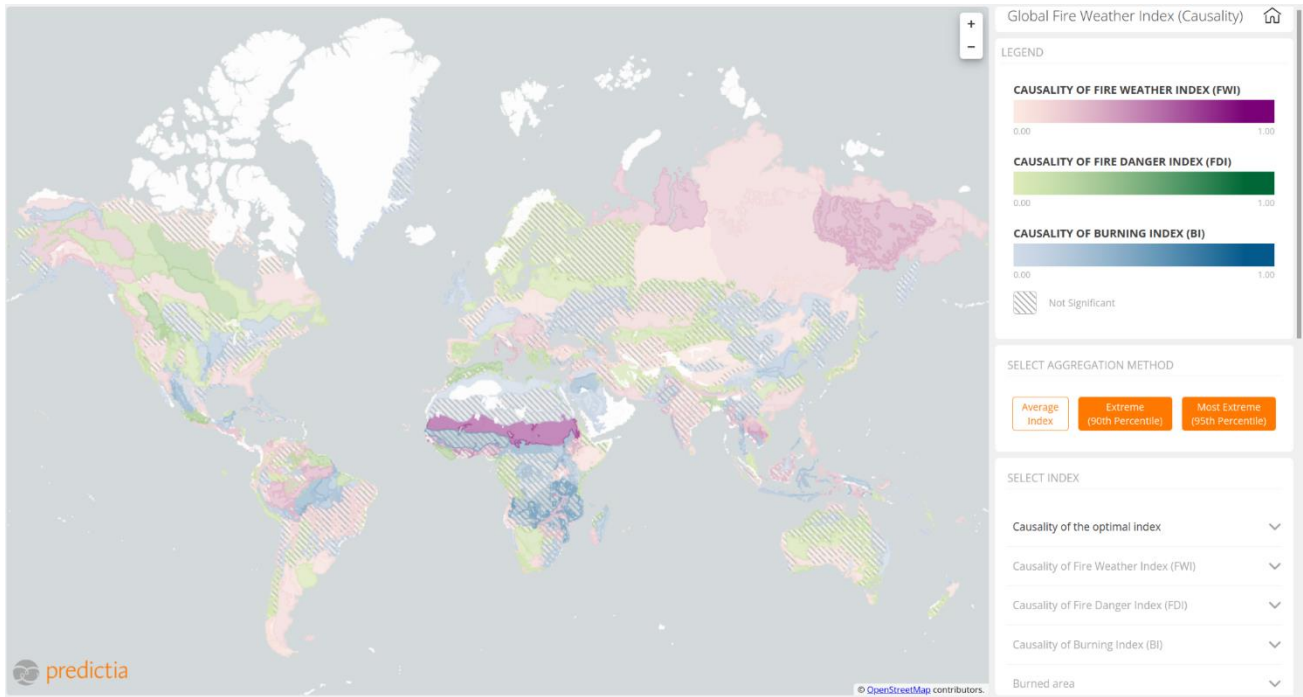 +
−
Global Fire Weather Index (Causality)
LEGEND
CAUSALITY OF FIRE WEATHER INDEX (FWI)
0.00 1.00
CAUSALITY OF FIRE DANGER INDEX (FDI)
0.00 1.00
CAUSALITY OF BURNING INDEX (BI)
0.00 1.00
Not Significant
SELECT AGGREGATION METHOD
Average
Index
Extreme
(90th Percentile)
Most Extreme
(95th Percentile)
SELECT INDEX
Causality of the optimal index
Causality of Fire Weather Index (FWI)
Causality of Fire Danger Index (FDI)
Causality of Burning Index (BI)
Burned area
predictia
© OpenStreetMap contributors.